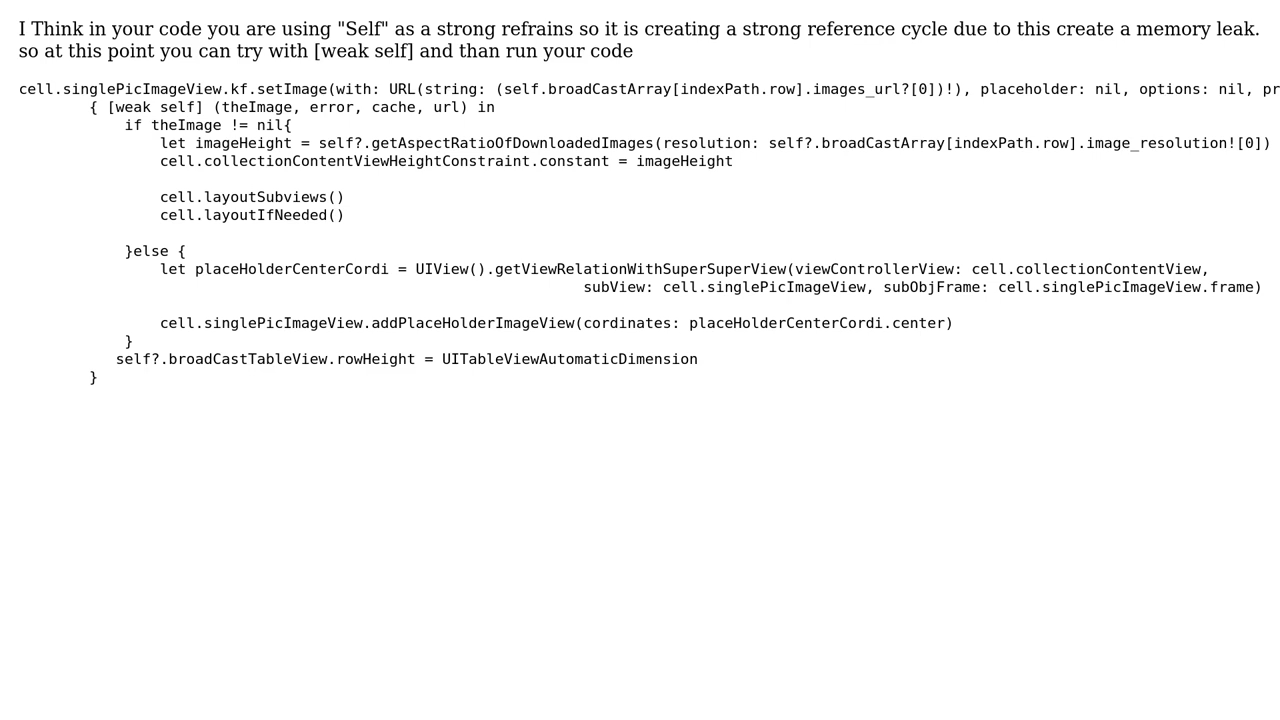 I Think in your code you are using "Self" as a strong refrains so it is creating a strong reference cycle due to this create a memory leak.
so at this point you can try with [weak self] and than run your code
cell.singlePicImageView.kf.setImage(with: URL(string: (self.broadCastArray[indexPath.row].images_url?[0])!), placeholder: nil, options: nil, pr
{ [weak self] (theImage, error, cache, url) in
if theImage != nil{
let imageHeight = self?.getAspectRatioOfDownloadedImages(resolution: self?.broadCastArray[indexPath.row].image_resolution![0])
cell.collectionContentViewHeightConstraint.constant = imageHeight
cell.layoutSubviews()
cell.layoutIfNeeded()
}else {
let placeHolderCenterCordi = UIView().getViewRelationWithSuperSuperView(viewControllerView: cell.collectionContentView,
subView: cell.singlePicImageView, subObjFrame: cell.singlePicImageView.frame)
cell.singlePicImageView.addPlaceHolderImageView(cordinates: placeHolderCenterCordi.center)
}
self?.broadCastTableView.rowHeight = UITableViewAutomaticDimension
}